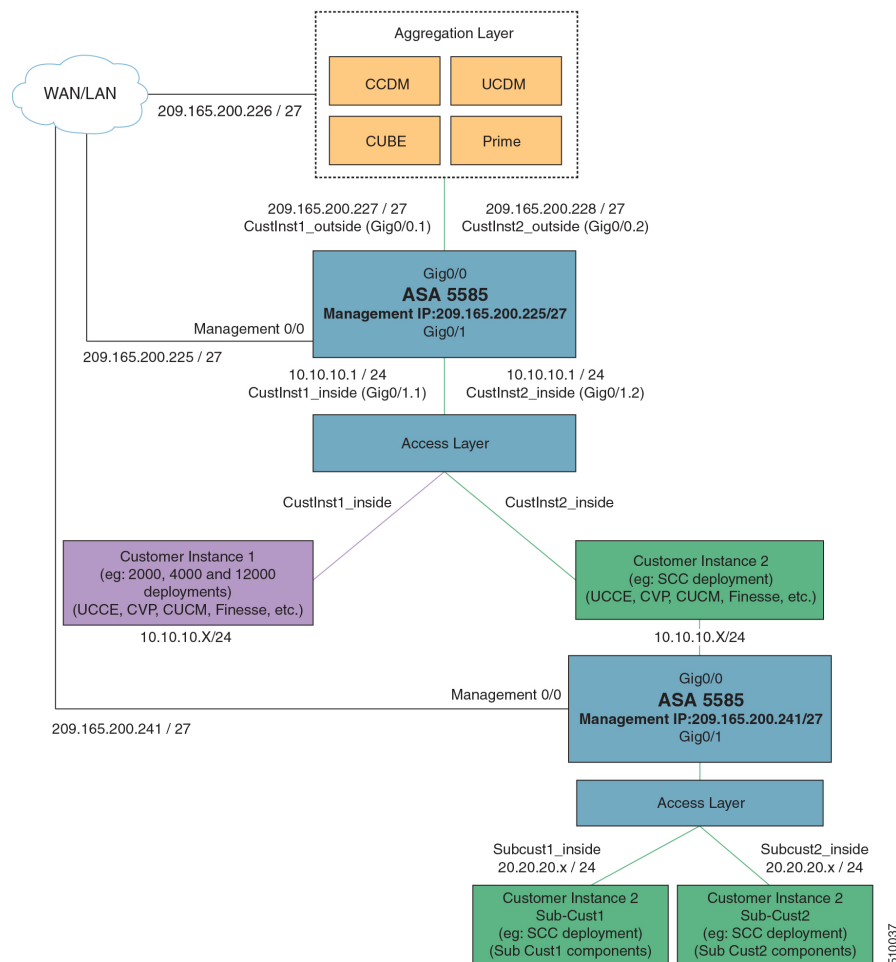 Aggregation Layer
CCDM
UCDM
WAN/LAN
209.165.200.226 / 27
CUBE
Prime
209.165.200.227 / 27
CustInst1_outside (Gig0/0.1)
209.165.200.228 / 27
CustInst2_outside (Gig0/0.2)
Gig0/0
ASA 5585
Management IP:209.165.200.225/27
Gig0/1
Management 0/0
209.165.200.225 / 27
10.10.10.1 / 24
CustInst1_inside (Gig0/1.1)
10.10.10.1 / 24
CustInst2_inside (Gig0/1.2)
Access Layer
CustInst1_inside
CustInst2_inside
Customer Instance 1
(eg: 2000, 4000 and 12000
deployments)
(UCCE, CVP, CUCM, Finesse, etc.)
10.10.10.X/24
Customer Instance 2
(eg: SCC deployment)
(UCCE, CVP, CUCM, Finesse, etc.)
10.10.10.X/24
Gig0/0
ASA 5585
Management IP:209.165.200.241/27
Gig0/1
Management 0/0
209.165.200.241 / 27
Access Layer
Subcust1_inside
20.20.20.x / 24
Subcust2_inside
20.20.20.x / 24
Customer Instance 2
Sub-Cust1
(eg: SCC deployment)
(Sub Cust1 components)
Customer Instance 2
Sub-Cust2
(eg: SCC deployment)
(Sub Cust2 components)